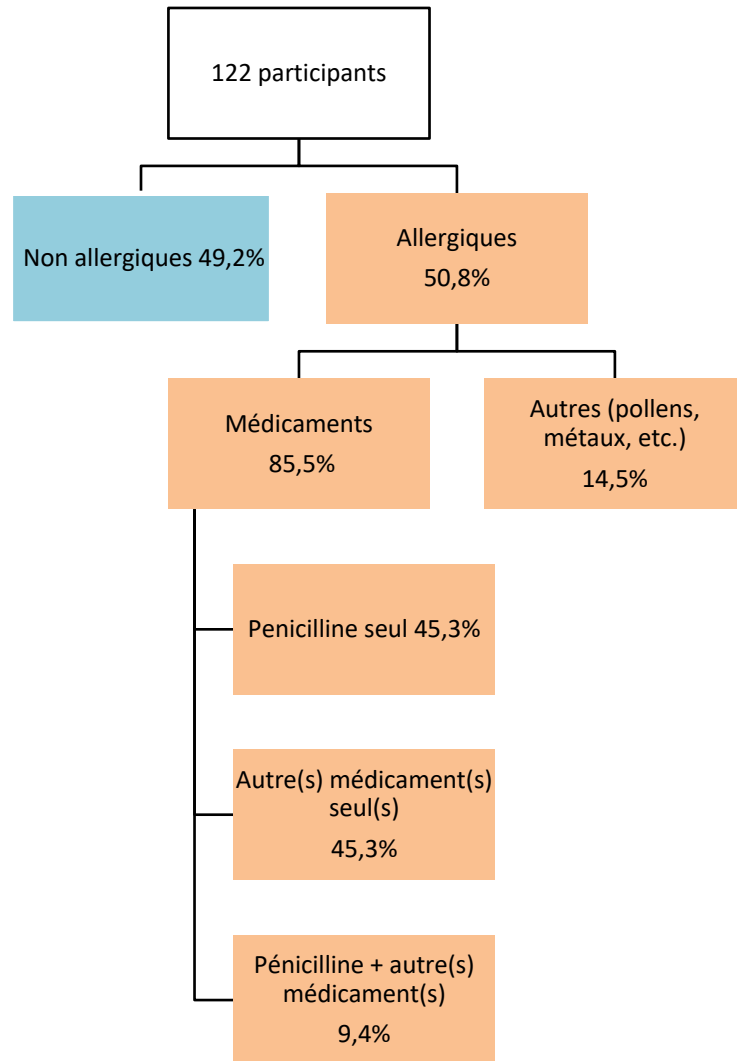 122 participants
Non allergiques 49,2%
Allergiques
50,8%
Médicaments
85,5%
Autres (pollens,
métaux, etc.)
14,5%
Penicilline seul 45,3%
Autre(s) médicament(s)
seul(s)
45,3%
Pénicilline + autre(s)
médicament(s)
9,4%